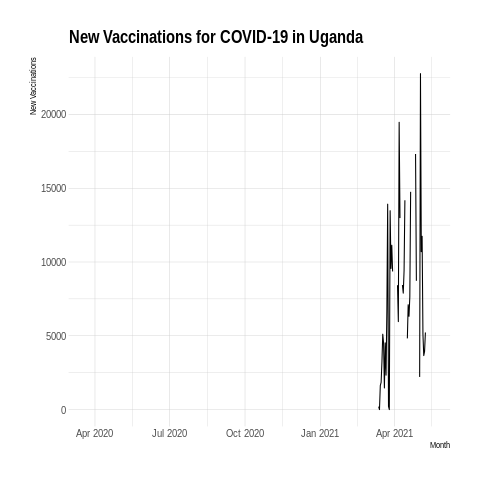 New Vaccinations for COVID-19 in Uganda
New Vaccinations
20000
15000
10000
5000
0
Apr 2020 Jul 2020 Oct 2020 Jan 2021 Apr 2021
Month